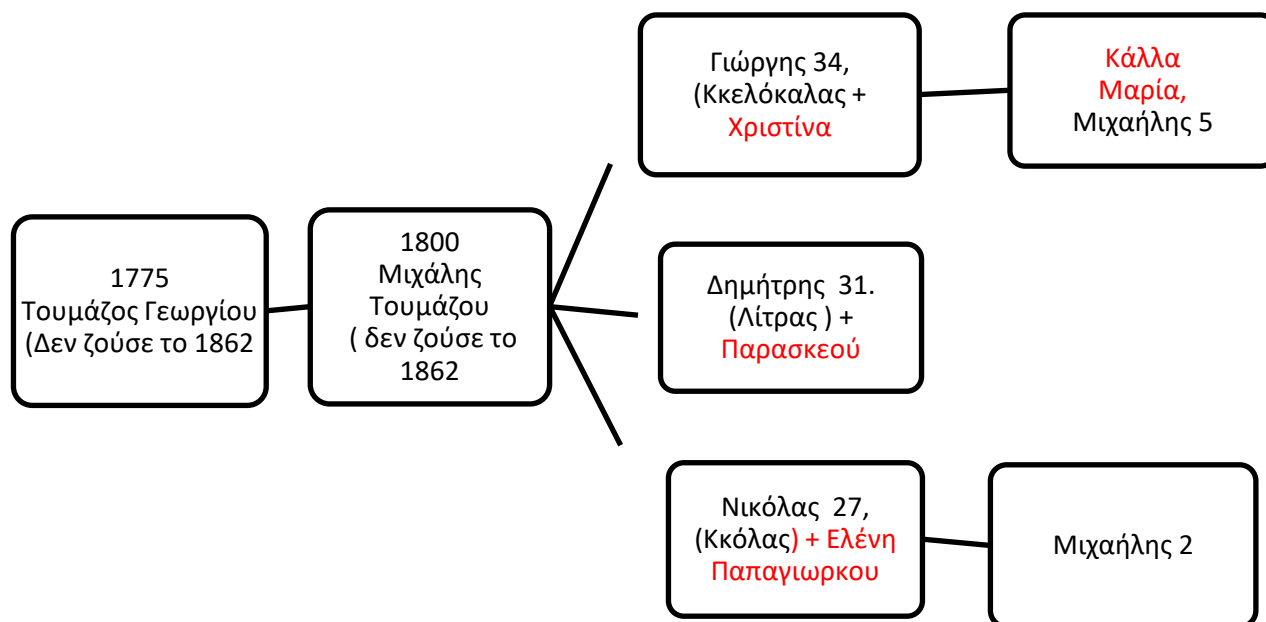 1775
Τουμάζος Γεωργίου
(Δεν ζούσε το 1862
1800
Μιχάλης
Τουμάζου
( δεν ζούσε το
1862
Γιώργης 34,
(Κκελόκαλας +
Χριστίνα
Κάλλα
Μαρία,
Μιχαήλης 5
Δημήτρης 31.
(Λίτρας ) +
Παρασκεού
Νικόλας 27,
(Κκόλας) + Ελένη
Παπαγιωρκου
Μιχαήλης 2